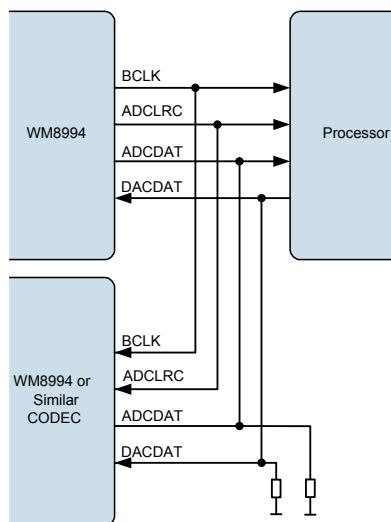 BCLK
ADCLRC
WM8994
Processor
ADCDAT
DACDAT
BCLK
ADCLRC
WM8994 or
Similar
CODEC
ADCDAT
DACDAT